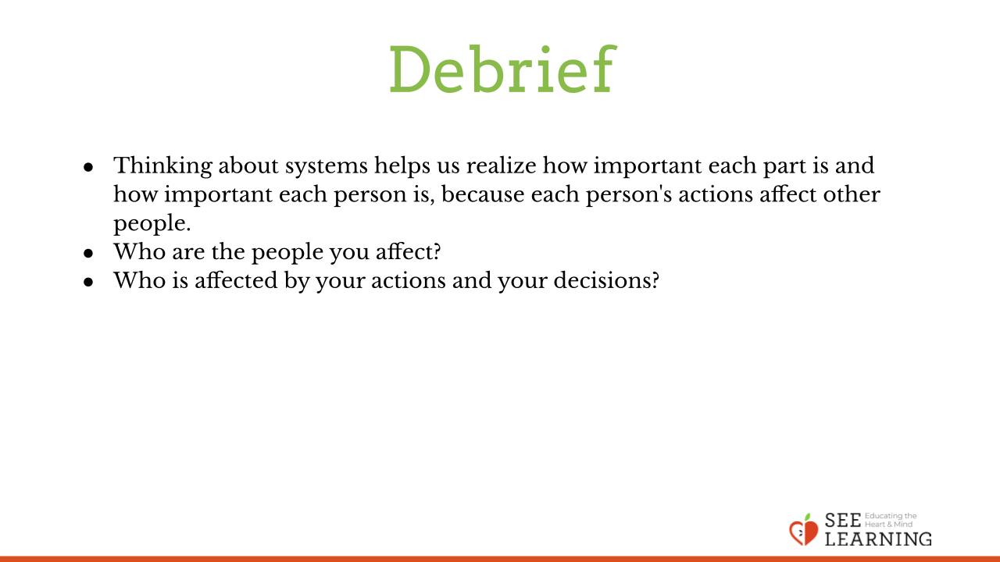 Debrief
● Thinking about systems helps us realize how important each part is and
how important each person is, because each person's actions affect other
people.
● Who are the people you affect?
● Who is affected by your actions and your decisions?
SEE Educating the
Heart & Mind
LEARNING